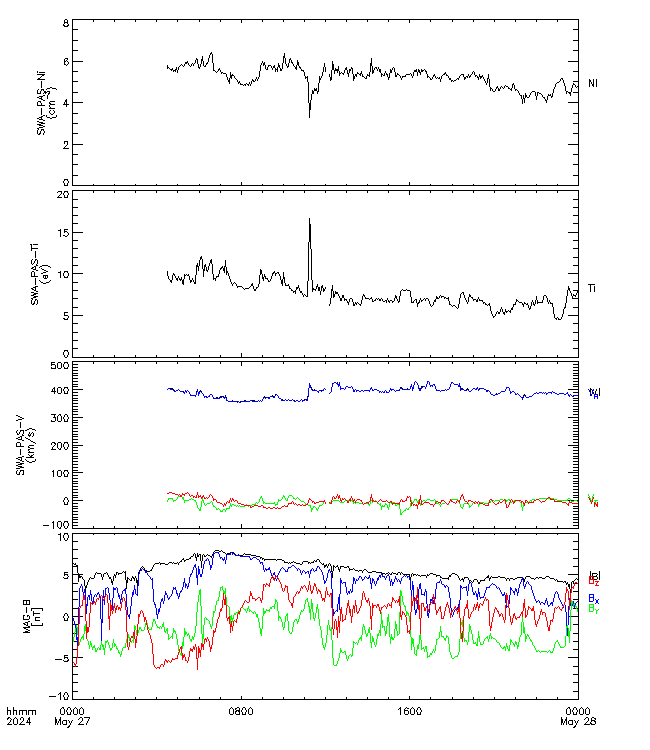 8
6
4
2
0
SWA-PAS-Ni
(cm⁻³)
Ni
20
15
10
5
0
SWA-PAS-Ti
(eV)
Ti
500
400
300
200
100
0
-100
SWA-PAS-V
(km/s)
10
5
0
-5
-10
MAG-B
[nT]
|B|
Bz
Bx
By
hhmm 0000 0800 1600 0000
2024 May 27 May 28